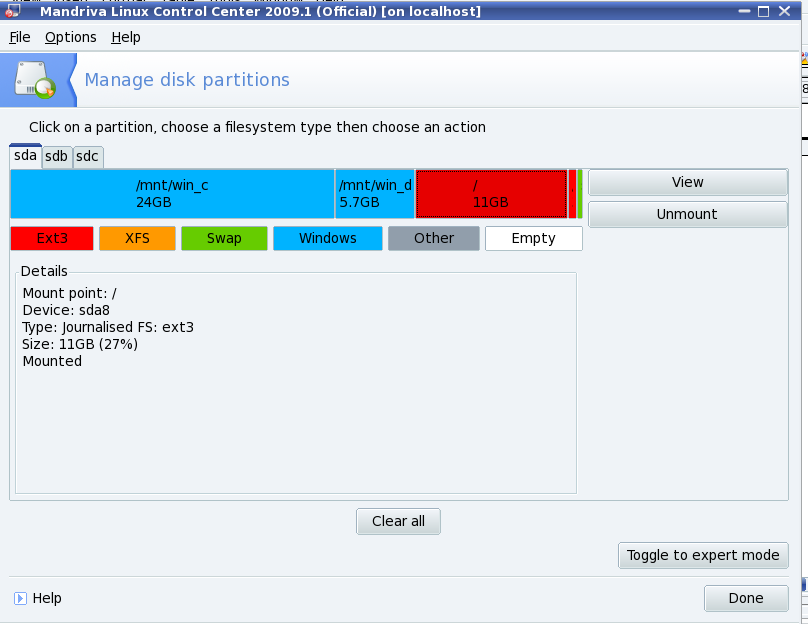 Mandriva Linux Control Center 2009.1 (Official) [on localhost]
File Options Help
Manage disk partitions
Click on a partition, choose a filesystem type then choose an action
sda sdb sdc
/mnt/win_c /mnt/win_d /
24GB 5.7GB 11GB
View
Unmount
Ext3 XFS Swap Windows Other Empty
Details
Mount point: /
Device: sda8
Type: Journalised FS: ext3
Size: 11GB (27%)
Mounted
Clear all
Toggle to expert mode
Help
Done